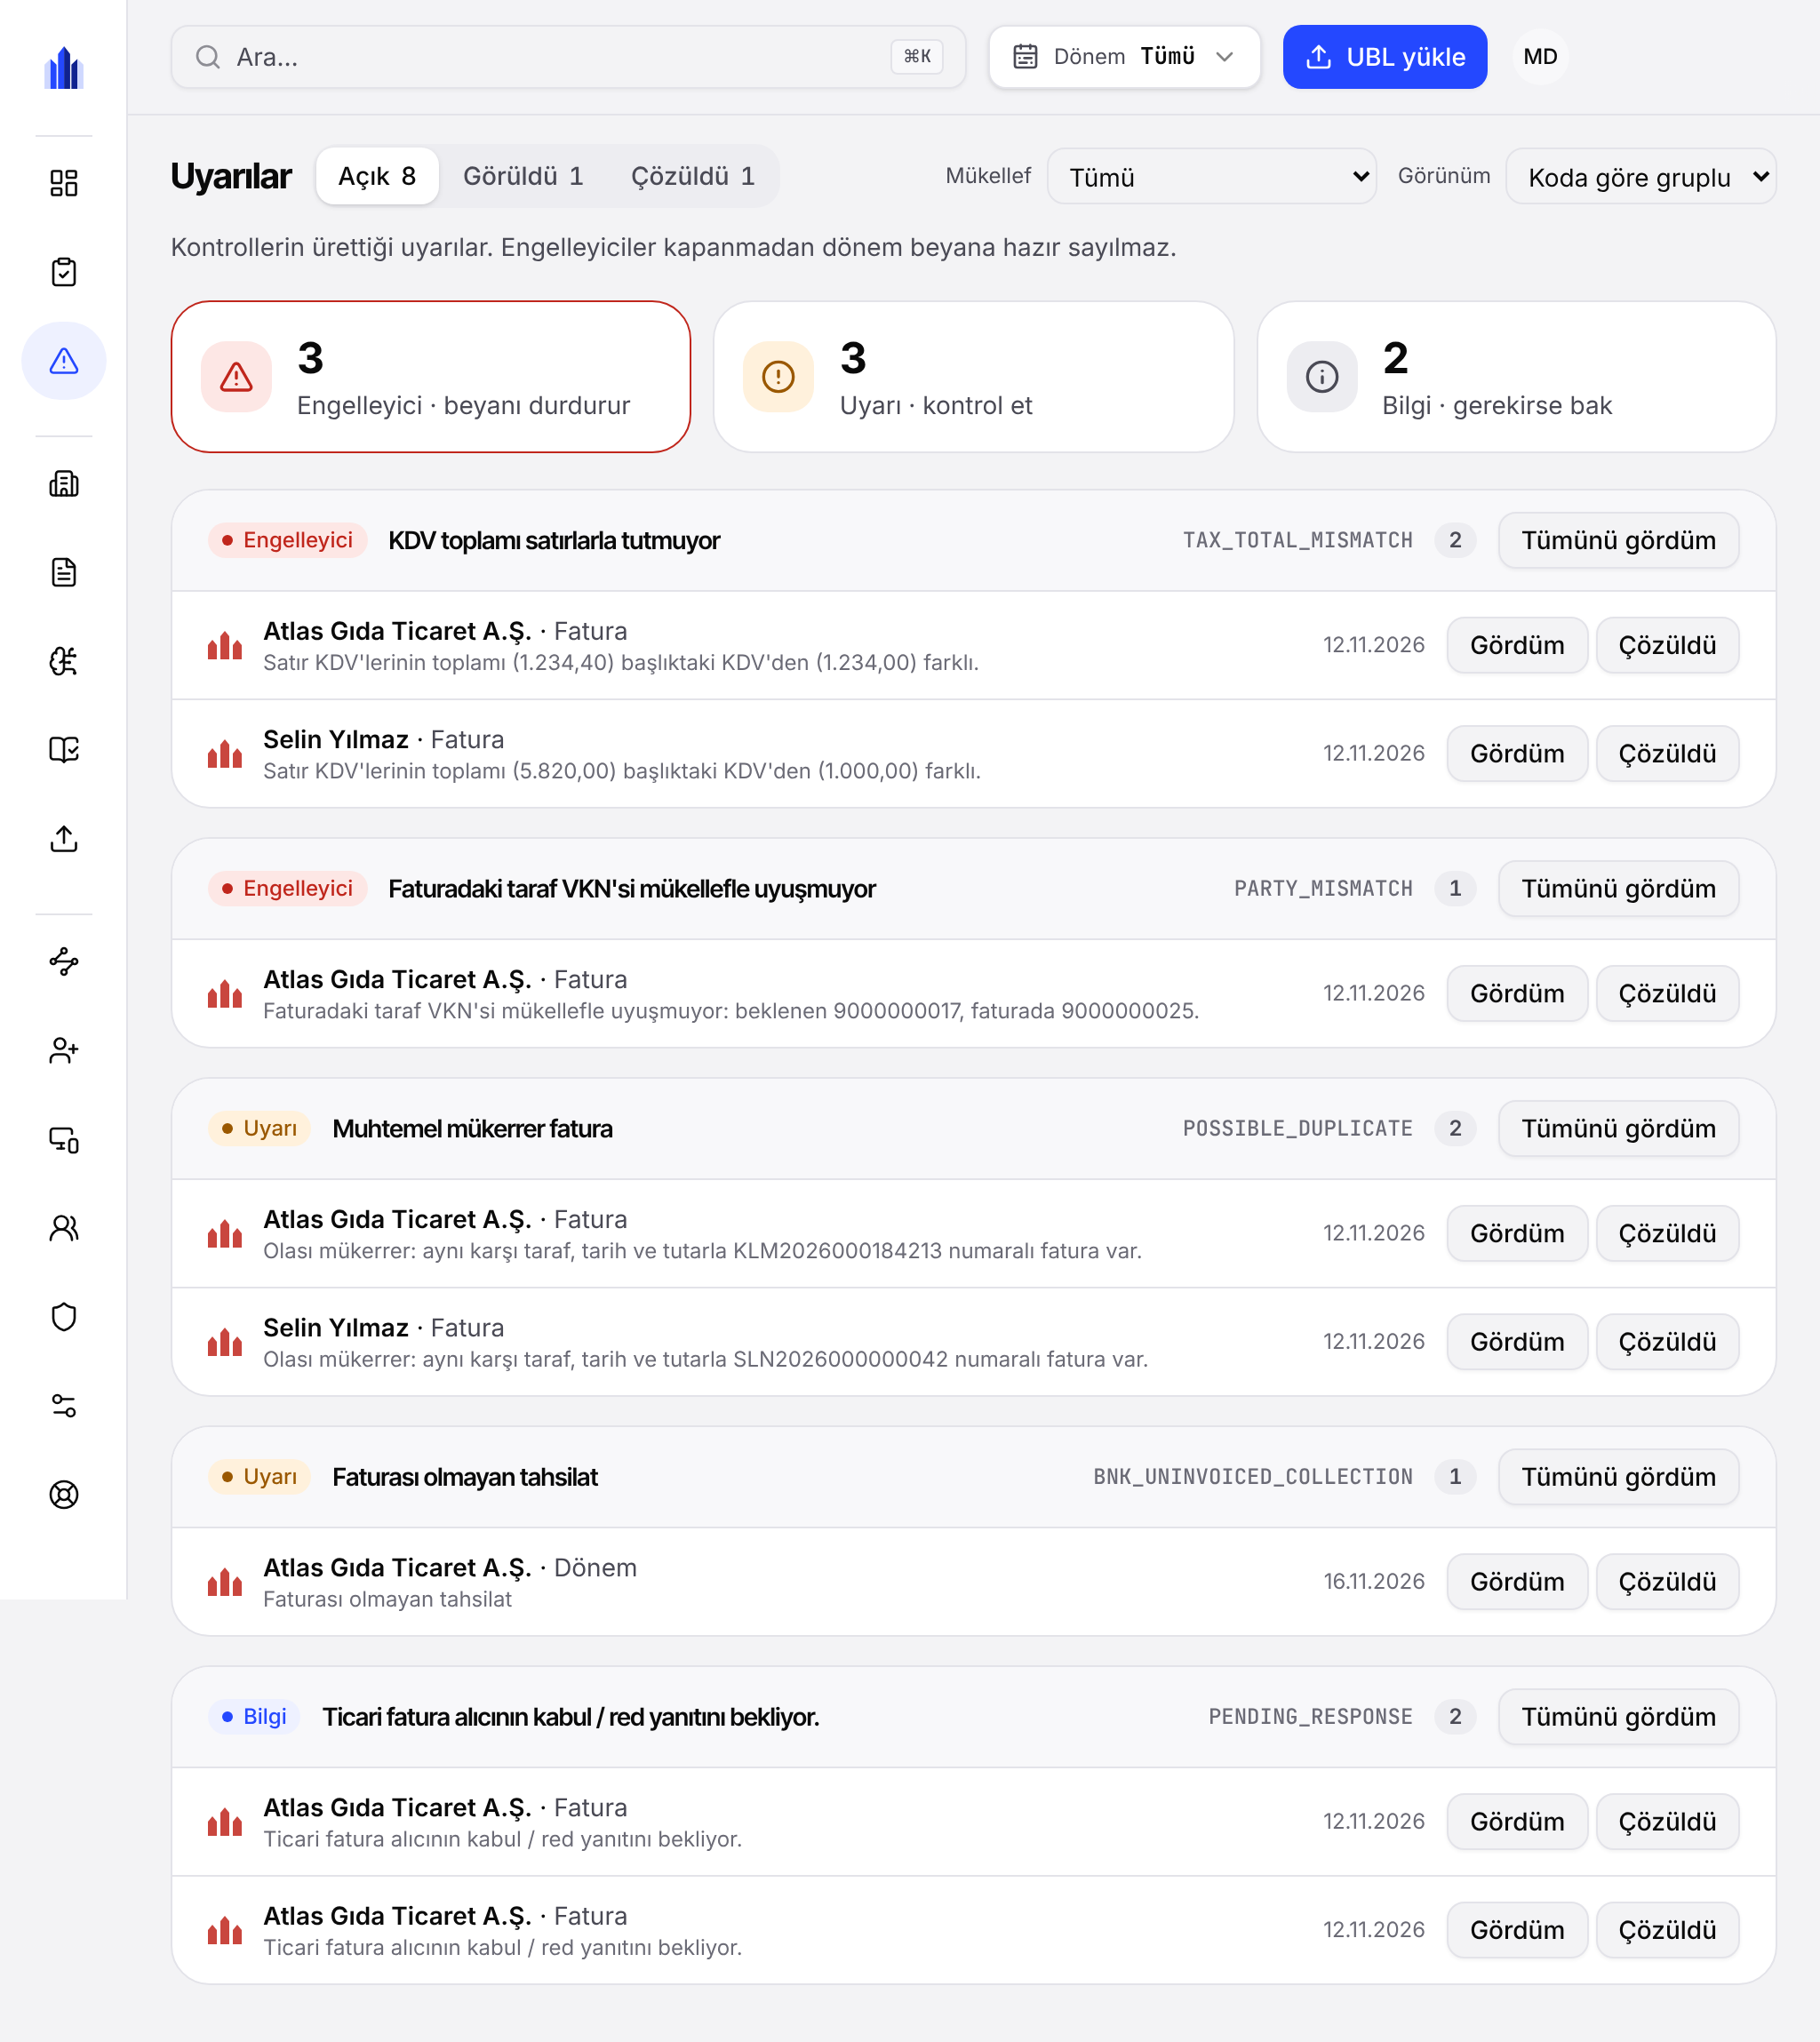 Ara...
⌘K
Dönem Tümü
UBL yükle
MD
Uyarılar
Açık 8
Görüldü 1
Çözüldü 1
Mükellef
Tümü
Görünüm
Koda göre gruplu
Kontrollerin ürettiği uyarılar. Engelleyiciler kapanmadan dönem beyana hazır sayılmaz.
3
Engelleyici · beyanı durdurur
3
Uyarı · kontrol et
2
Bilgi · gerekirse bak
Engelleyici KDV toplamı satırlarla tutmuyor TAX_TOTAL_MISMATCH 2 Tümünü gördüm
Atlas Gıda Ticaret A.Ş. · Fatura
Satır KDV'lerinin toplamı (1.234,40) başlıktaki KDV'den (1.234,00) farklı.
12.11.2026 Gördüm Çözüldü
Selin Yılmaz · Fatura
Satır KDV'lerinin toplamı (5.820,00) başlıktaki KDV'den (1.000,00) farklı.
12.11.2026 Gördüm Çözüldü
Engelleyici Faturadaki taraf VKN'si mükellefle uyuşmuyor PARTY_MISMATCH 1 Tümünü gördüm
Atlas Gıda Ticaret A.Ş. · Fatura
Faturadaki taraf VKN'si mükellefle uyuşmuyor: beklenen 9000000017, faturada 9000000025.
12.11.2026 Gördüm Çözüldü
Uyarı Muhtemel mükerrer fatura POSSIBLE_DUPLICATE 2 Tümünü gördüm
Atlas Gıda Ticaret A.Ş. · Fatura
Olası mükerrer: aynı karşı taraf, tarih ve tutarla KLM2026000184213 numaralı fatura var.
12.11.2026 Gördüm Çözüldü
Selin Yılmaz · Fatura
Olası mükerrer: aynı karşı taraf, tarih ve tutarla SLN2026000000042 numaralı fatura var.
12.11.2026 Gördüm Çözüldü
Uyarı Faturası olmayan tahsilat BNK_UNINVOICED_COLLECTION 1 Tümünü gördüm
Atlas Gıda Ticaret A.Ş. · Dönem
Faturası olmayan tahsilat
16.11.2026 Gördüm Çözüldü
Bilgi Ticari fatura alıcının kabul / red yanıtını bekliyor. PENDING_RESPONSE 2 Tümünü gördüm
Atlas Gıda Ticaret A.Ş. · Fatura
Ticari fatura alıcının kabul / red yanıtını bekliyor.
12.11.2026 Gördüm Çözüldü
Atlas Gıda Ticaret A.Ş. · Fatura
Ticari fatura alıcının kabul / red yanıtını bekliyor.
12.11.2026 Gördüm Çözüldü